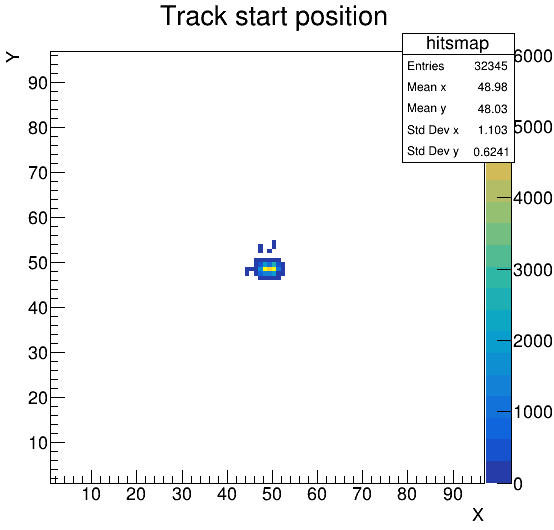 Track start position
hitsmap
Entries 32345
Mean x 48.98
Mean y 48.03
Std Dev x 1.103
Std Dev y 0.6241
Y
90
80
70
60
50
40
30
20
10
10 20 30 40 50 60 70 80 90
X
6000
5000
4000
3000
2000
1000
0